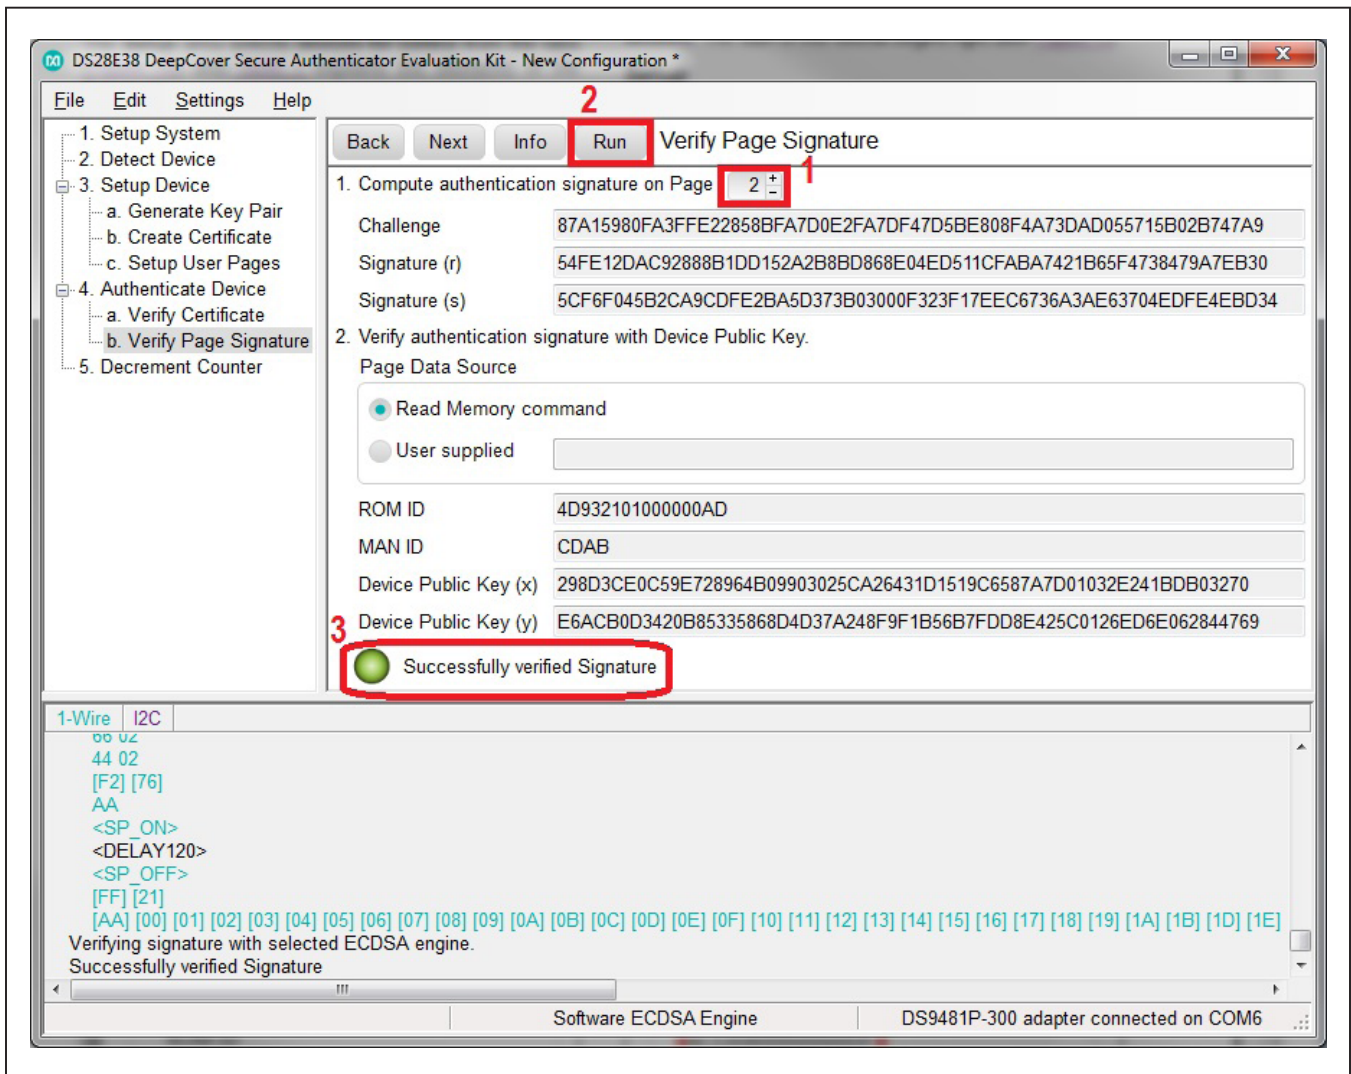 DS28E38 DeepCover Secure Authenticator Evaluation Kit - New Configuration *
File Edit Settings Help
2
1. Setup System
2. Detect Device
3. Setup Device
a. Generate Key Pair
b. Create Certificate
c. Setup User Pages
4. Authenticate Device
a. Verify Certificate
b. Verify Page Signature
5. Decrement Counter
Back Next Info Run Verify Page Signature
1
1. Compute authentication signature on Page 2
Challenge 87A15980FA3FFE22858BFA7D0E2FA7DF47D5BE808F4A73DAD055715B02B747A9
Signature (r) 54FE12DAC92888B1DD152A2B8BD868E04ED511CFABA7421B65F4738479A7EB30
Signature (s) 5CF6F045B2CA9CDFE2BA5D373B03000F323F17EEC6736A3AE63704EDFE4EBD34
2. Verify authentication signature with Device Public Key.
Page Data Source
Read Memory command
User supplied
ROM ID 4D932101000000AD
MAN ID CDAB
Device Public Key (x) 298D3CE0C59E728964B09903025CA26431D1519C6587A7D01032E241BDB03270
Device Public Key (y) E6ACB0D3420B85335868D4D37A248F9F1B56B7FDD8E425C0126ED6E062844769
3
Successfully verified Signature
1-Wire I2C
66 02
44 02
[F2] [76]
AA
<SP_ON>
<DELAY120>
<SP_OFF>
[FF] [21]
[AA] [00] [01] [02] [03] [04] [05] [06] [07] [08] [09] [0A] [0B] [0C] [0D] [0E] [0F] [10] [11] [12] [13] [14] [15] [16] [17] [18] [19] [1A] [1B] [1D] [1E]
Verifying signature with selected ECDSA engine.
Successfully verified Signature
Software ECDSA Engine DS9481P-300 adapter connected on COM6